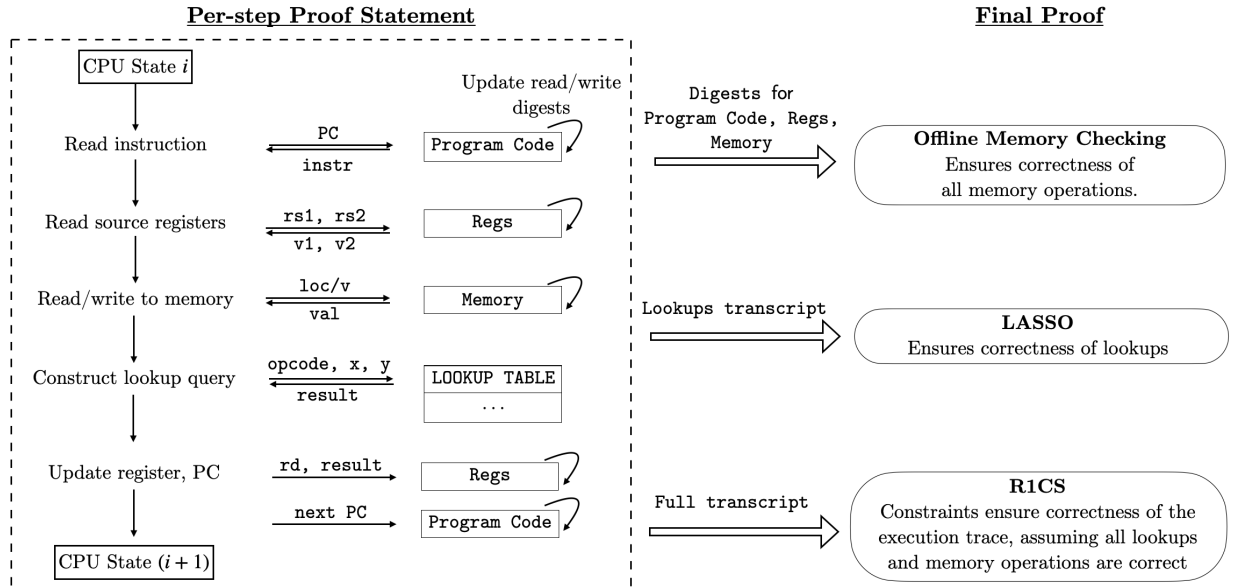 Per-step Proof Statement
Final Proof
CPU State i
Update read/write
digests
Read instruction
PC
instr
Program Code
Digests for
Program Code, Regs,
Memory
Offline Memory Checking
Ensures correctness of
all memory operations.
Read source registers
rs1, rs2
v1, v2
Regs
Read/write to memory
loc/v
val
Memory
Lookups transcript
LASSO
Ensures correctness of lookups
Construct lookup query
opcode, x, y
result
LOOKUP TABLE
...
Update register, PC
rd, result
Regs
next PC
Program Code
Full transcript
R1CS
Constraints ensure correctness of the
execution trace, assuming all lookups
and memory operations are correct
CPU State (i + 1)